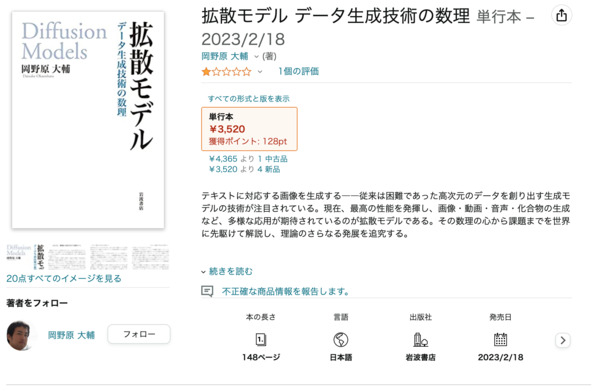 Diffusion
Models
岡野原 大輔
Daisuke Okanohara
拡散モデル
データ生成技術の数理
岩波書店
20点すべてのイメージを見る
著者をフォロー
岡野原 大輔
フォロー
拡散モデル データ生成技術の数理 単行本 –
2023/2/18
岡野原 大輔 (著)
1個の評価
すべての形式と版を表示
単行本
￥3,520
獲得ポイント: 128pt
￥4,365 より 1 中古品
￥3,520 より 4 新品
テキストに対応する画像を生成する――従来は困難であった高次元のデータを創り出す生成モ
デルの技術が注目されている。現在、最高の性能を発揮し、画像・動画・音声・化合物の生成
など、多様な応用が期待されているのが拡散モデルである。その数理の心から課題までを世界
に先駆けて解説し、理論のさらなる発展を追究する。
続きを読む
不正確な商品情報を報告します。
本の長さ
148ページ
言語
日本語
出版社
岩波書店
発売日
2023/2/18